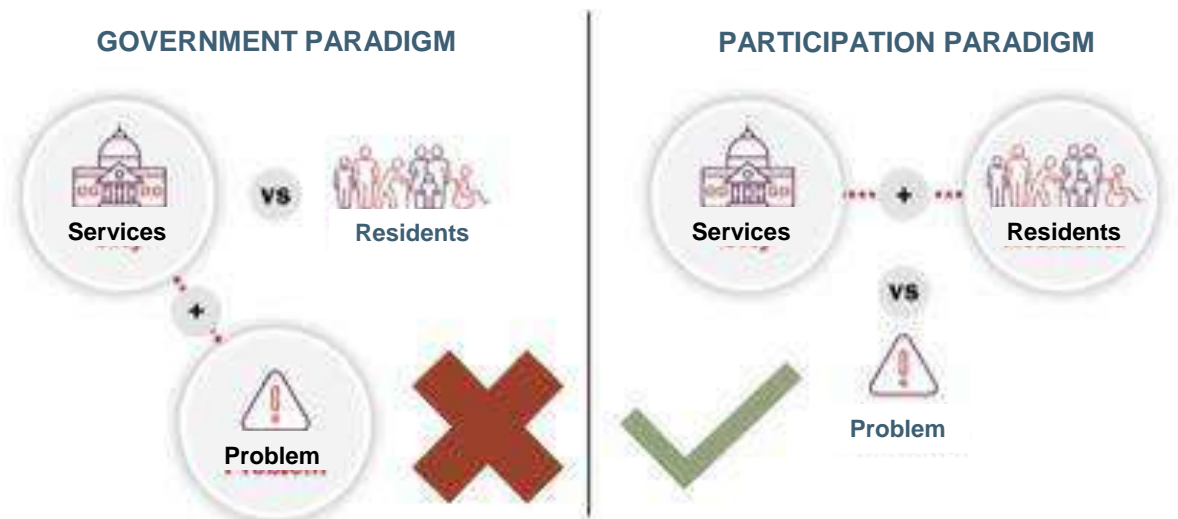 GOVERNMENT PARADIGM
Services
VS
Residents
+
Problem
PARTICIPATION PARADIGM
Services
+
Residents
VS
Problem